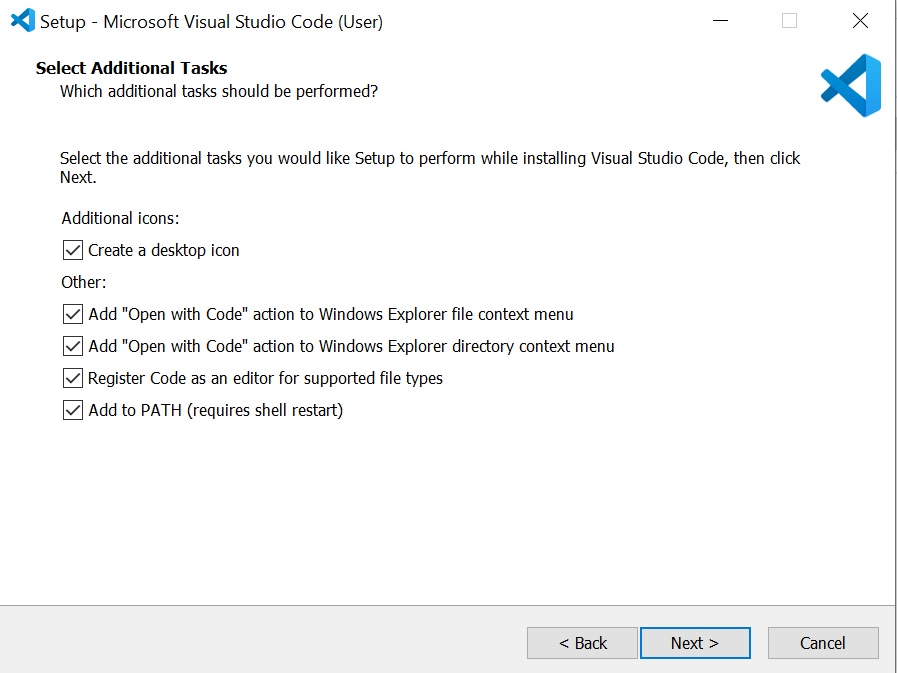 Setup - Microsoft Visual Studio Code (User)
Select Additional Tasks
Which additional tasks should be performed?
Select the additional tasks you would like Setup to perform while installing Visual Studio Code, then click
Next.
Additional icons:
Create a desktop icon
Other:
Add "Open with Code" action to Windows Explorer file context menu
Add "Open with Code" action to Windows Explorer directory context menu
Register Code as an editor for supported file types
Add to PATH (requires shell restart)
< Back Next > Cancel